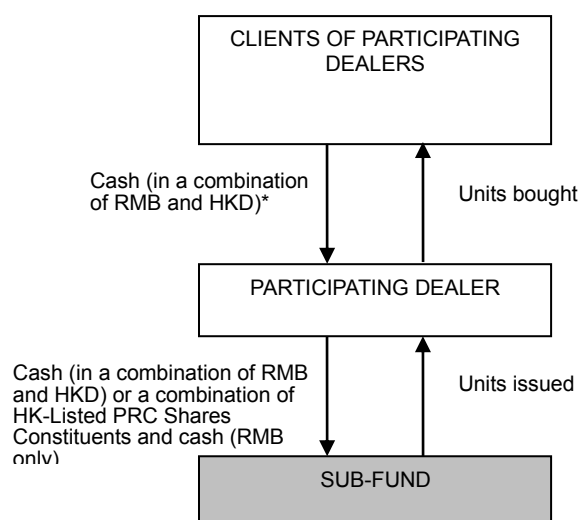 CLIENTS OF PARTICIPATING
DEALERS
Cash (in a combination
of RMB and HKD)*
Units bought
PARTICIPATING DEALER
Cash (in a combination of RMB
and HKD) or a combination of
HK-Listed PRC Shares
Constituents and cash (RMB
only)
Units issued
SUB-FUND